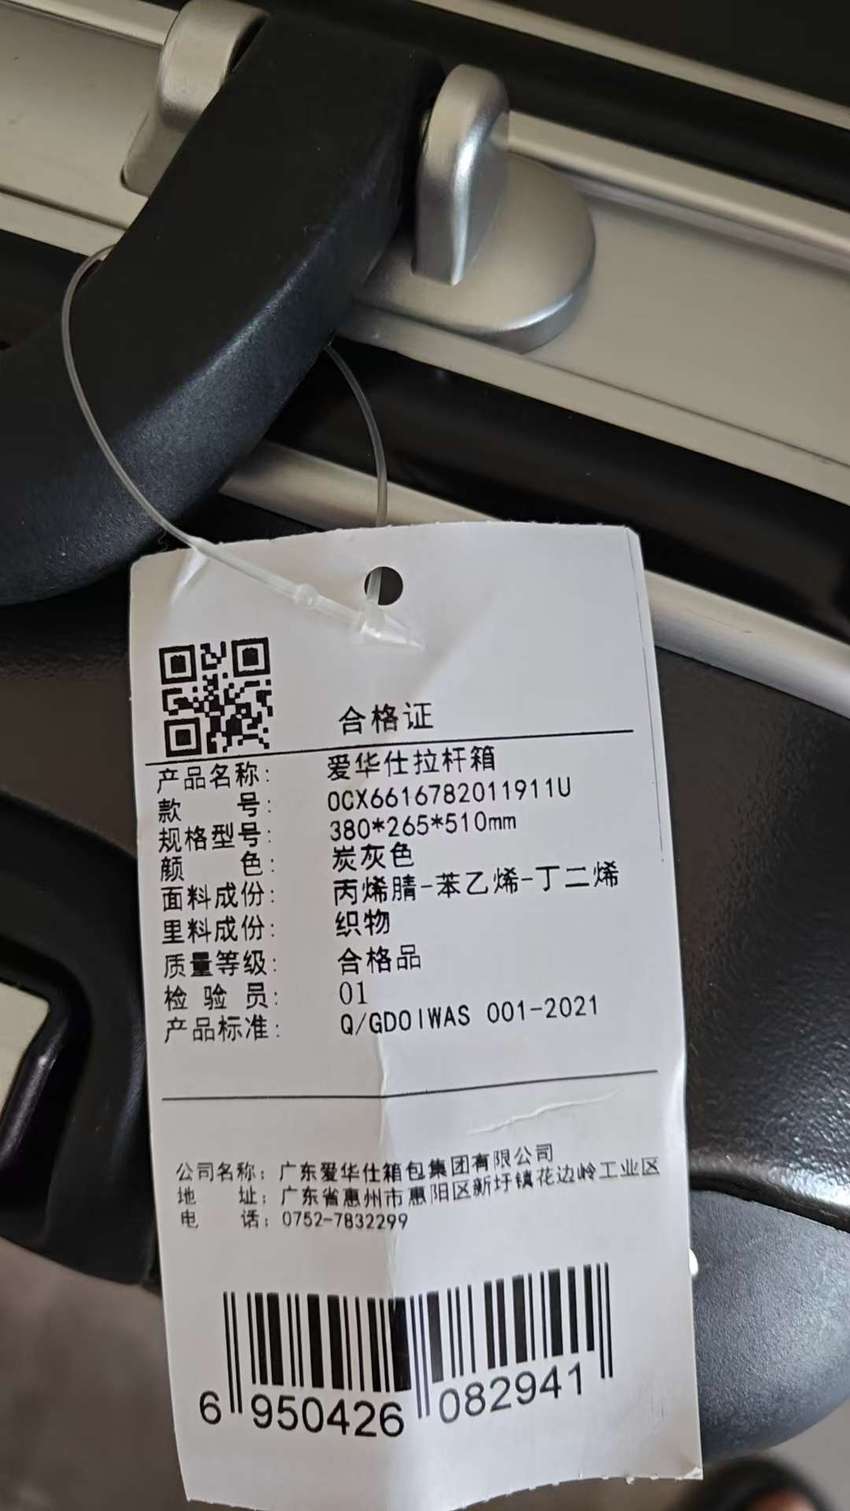 合格证
产品名称: 爱华仕拉杆箱
款 号: OCX6616782011911U
规格型号: 380*265*510mm
颜 色: 炭灰色
面料成份: 丙烯腈-苯乙烯-丁二烯
里料成份: 织物
质量等级: 合格品
检 验 员: 01
产品标准: Q/GDOIWAS 001-2021
公司名称: 广东爱华仕箱包集团有限公司
地 址: 广东省惠州市惠阳区新圩镇花边岭工业区
电 话: 0752-7832299
6 950426 082941